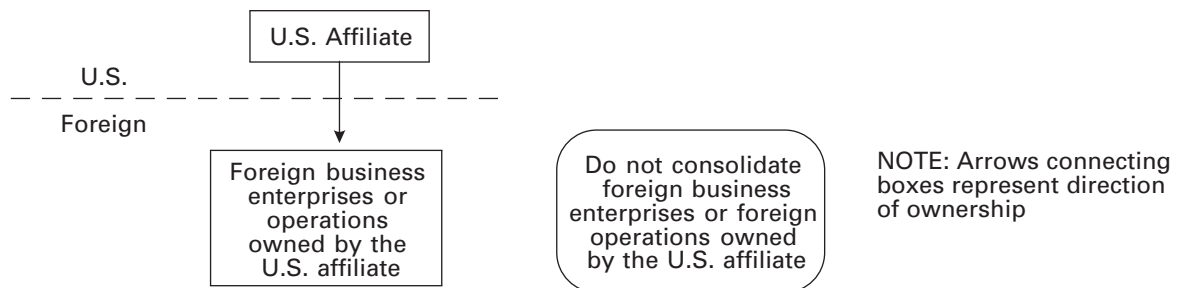 U.S. Affiliate
U.S.
Foreign
Foreign business
enterprises or
operations
owned by the
U.S. affiliate
Do not consolidate
foreign business
enterprises or foreign
operations owned
by the U.S. affiliate
NOTE: Arrows connecting
boxes represent direction
of ownership